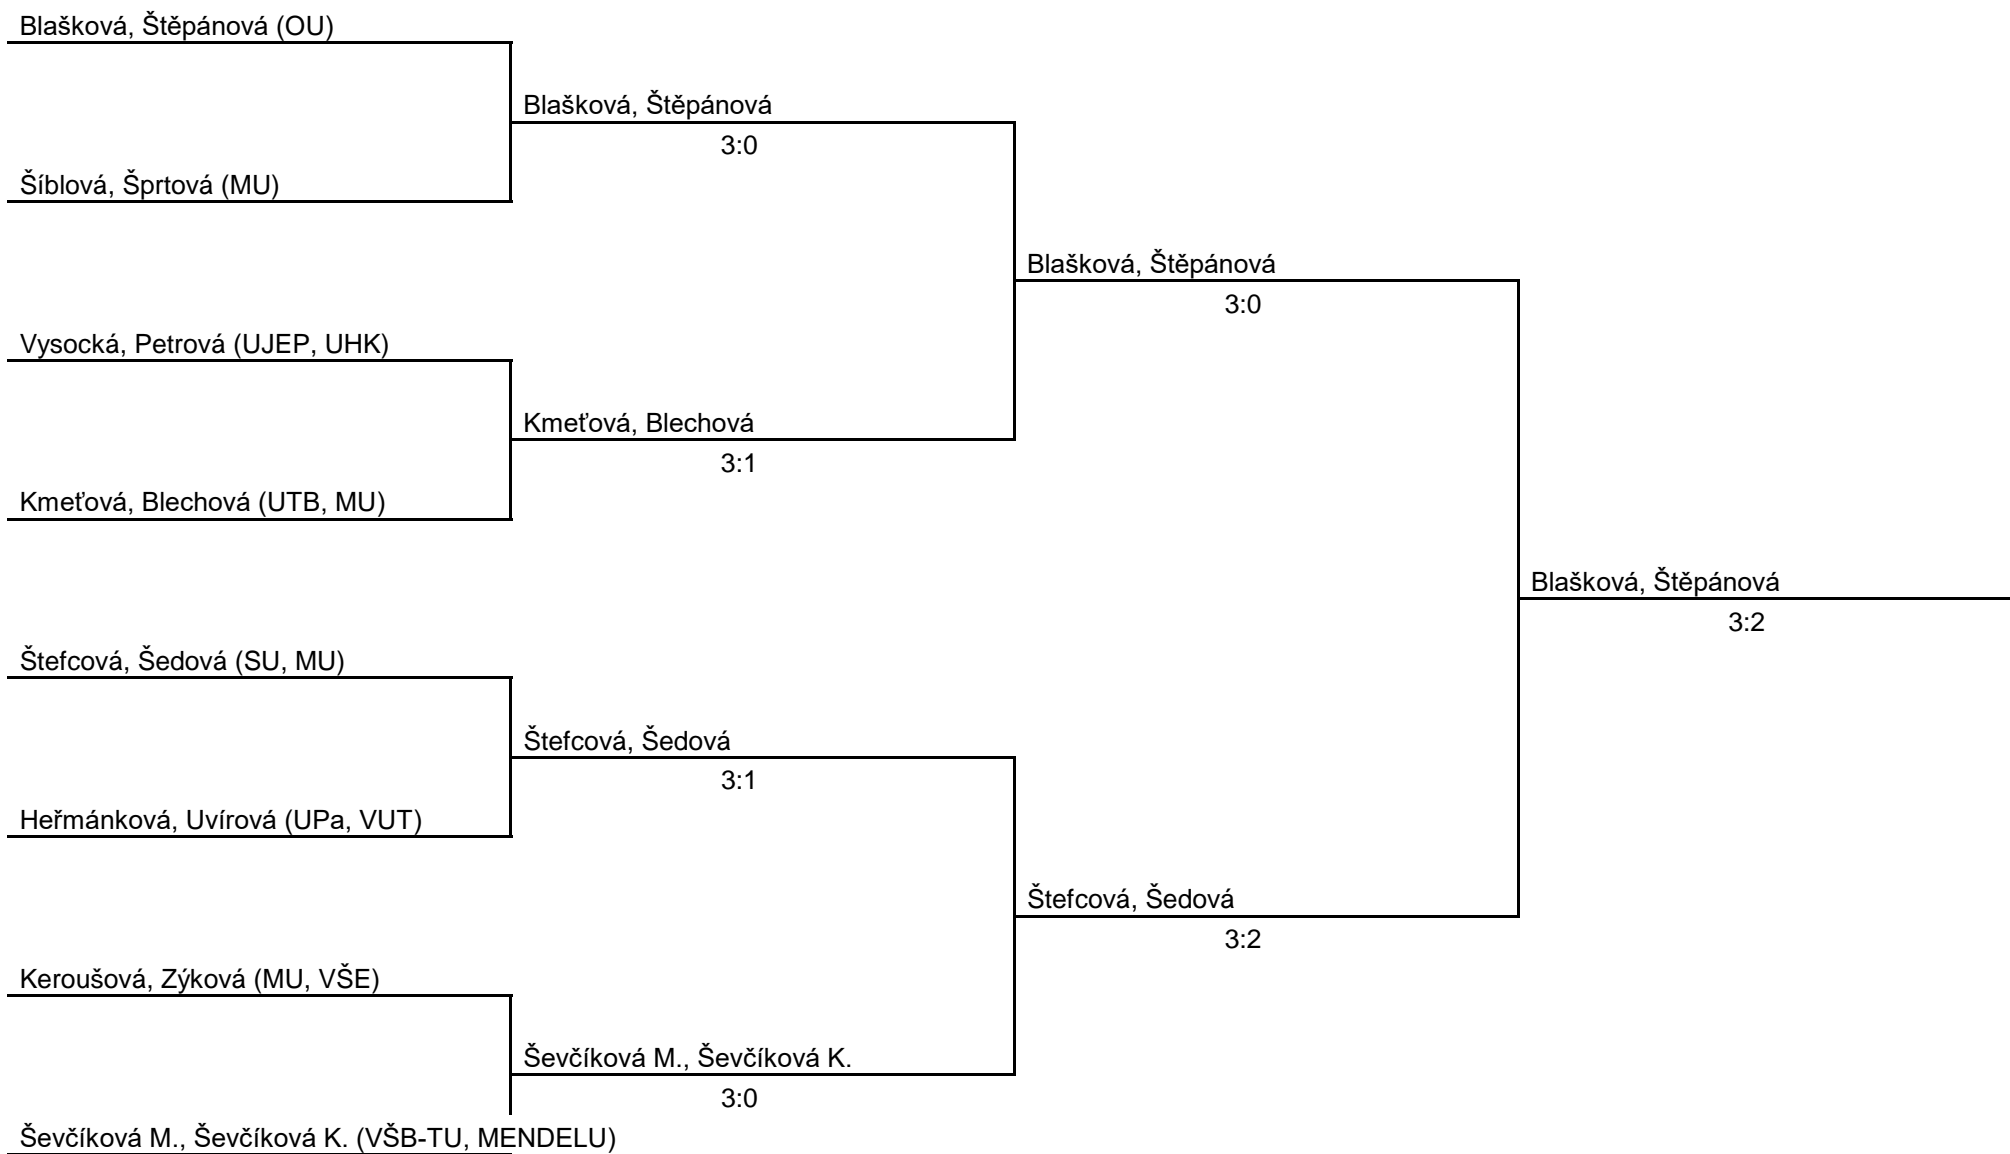 Blašková, Štěpánová (OU)
Blašková, Štěpánová
3:0
Šíblová, Šprtová (MU)
Blašková, Štěpánová
3:0
Vysocká, Petrová (UJEP, UHK)
Kmeťová, Blechová
3:1
Kmeťová, Blechová (UTB, MU)
Blašková, Štěpánová
3:2
Štefcová, Šedová (SU, MU)
Štefcová, Šedová
3:1
Heřmánková, Uvírová (UPa, VUT)
Štefcová, Šedová
3:2
Keroušová, Zýková (MU, VŠE)
Ševčíková M., Ševčíková K.
3:0
Ševčíková M., Ševčíková K. (VŠB-TU, MENDELU)